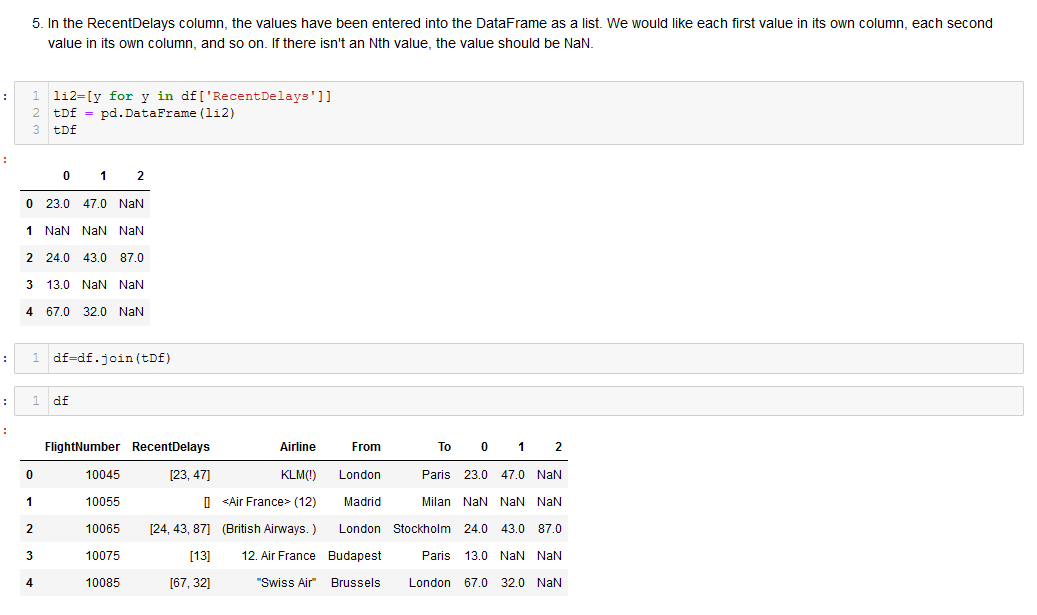 5. In the RecentDelays column, the values have been entered into the DataFrame as a list. We would like each first value in its own column, each second
value in its own column, and so on. If there isn't an Nth value, the value should be NaN.
: 1 li2=[y for y in df['RecentDelays']]
2 tDf = pd.DataFrame(li2)
3 tDf
:
0 1 2
0 23.0 47.0 NaN
1 NaN NaN NaN
2 24.0 43.0 87.0
3 13.0 NaN NaN
4 67.0 32.0 NaN
: 1 df=df.join(tDf)
: 1 df
:
FlightNumber RecentDelays Airline From To 0 1 2
0 10045 [23, 47] KLM(!) London Paris 23.0 47.0 NaN
1 10055 [] <Air France> (12) Madrid Milan NaN NaN NaN
2 10065 [24, 43, 87] (British Airways. ) London Stockholm 24.0 43.0 87.0
3 10075 [13] 12. Air France Budapest Paris 13.0 NaN NaN
4 10085 [67, 32] "Swiss Air" Brussels London 67.0 32.0 NaN